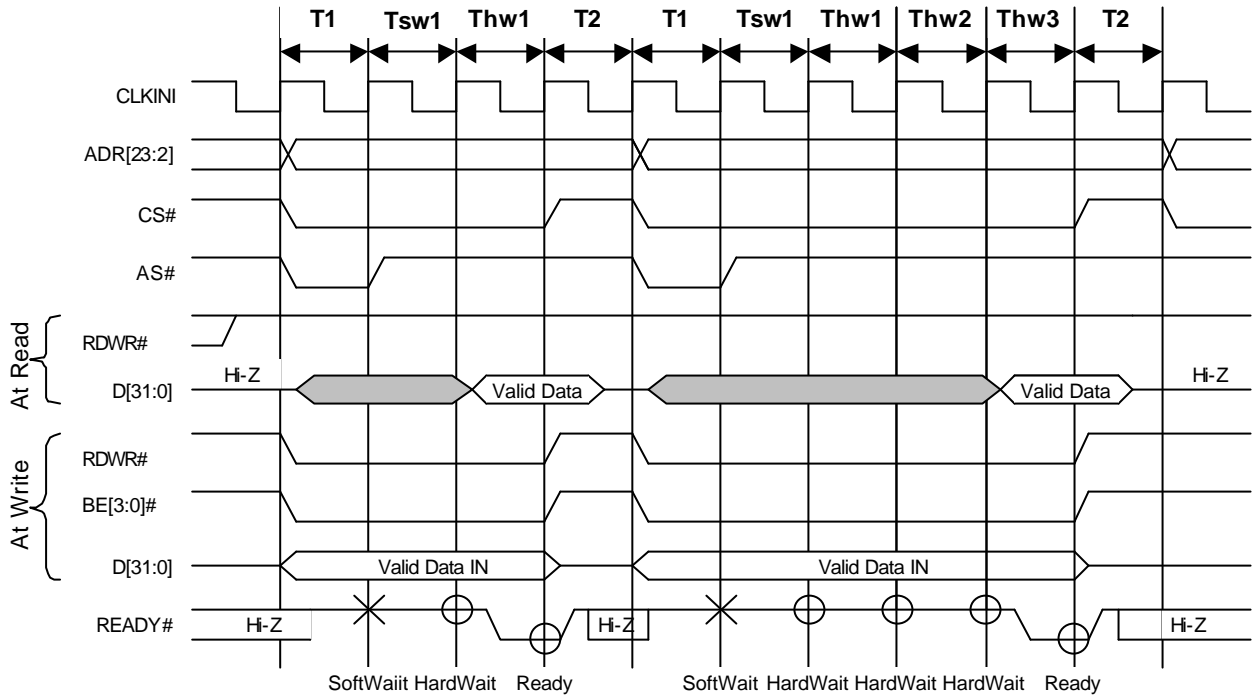 T1 Tsw1 Thw1 T2 T1 Tsw1 Thw1 Thw2 Thw3 T2
CLKINI
ADR[23:2]
CS#
AS#
At Read
RDWR#
D[31:0] Hi-Z Valid Data Valid Data Hi-Z
At Write
RDWR#
BE[3:0]#
D[31:0] Valid Data IN Valid Data IN
READY# Hi-Z Hi-Z Hi-Z
SoftWaiit HardWait Ready SoftWait HardWait HardWait HardWait Ready